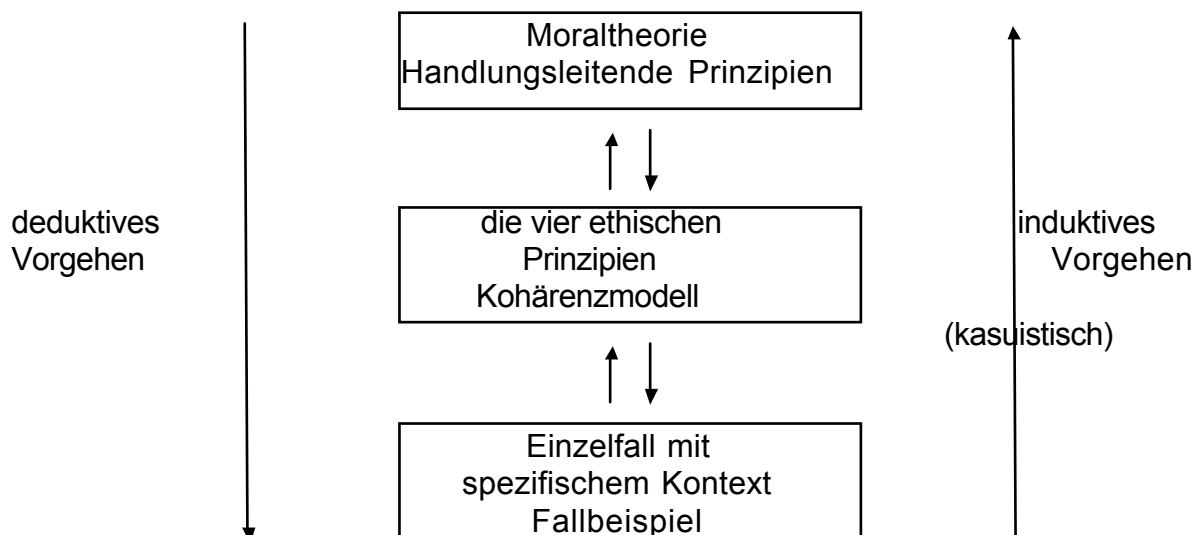 Moraltheorie
Handlungsleitende Prinzipien
deduktives
Vorgehen
die vier ethischen
Prinzipien
Kohärenzmodell
induktives
Vorgehen
(kasuistisch)
Einzelfall mit
spezifischem Kontext
Fallbeispiel